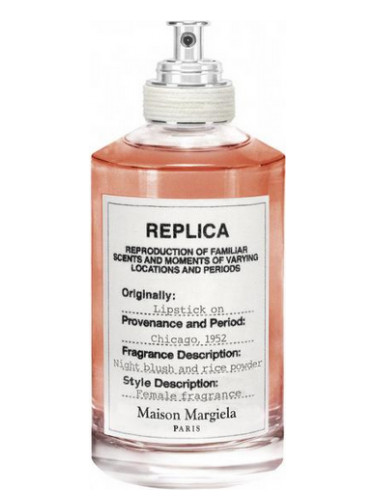 REPLICA
REPRODUCTION OF FAMILIAR
SCENTS AND MOMENTS OF VARYING
LOCATIONS AND PERIODS
Originally:
Lipstick on
Provenance and Period:
Chicago, 1952
Fragrance Description:
Night blush and rice powder
Style Description:
Female fragrance
Maison Margiela
PARIS